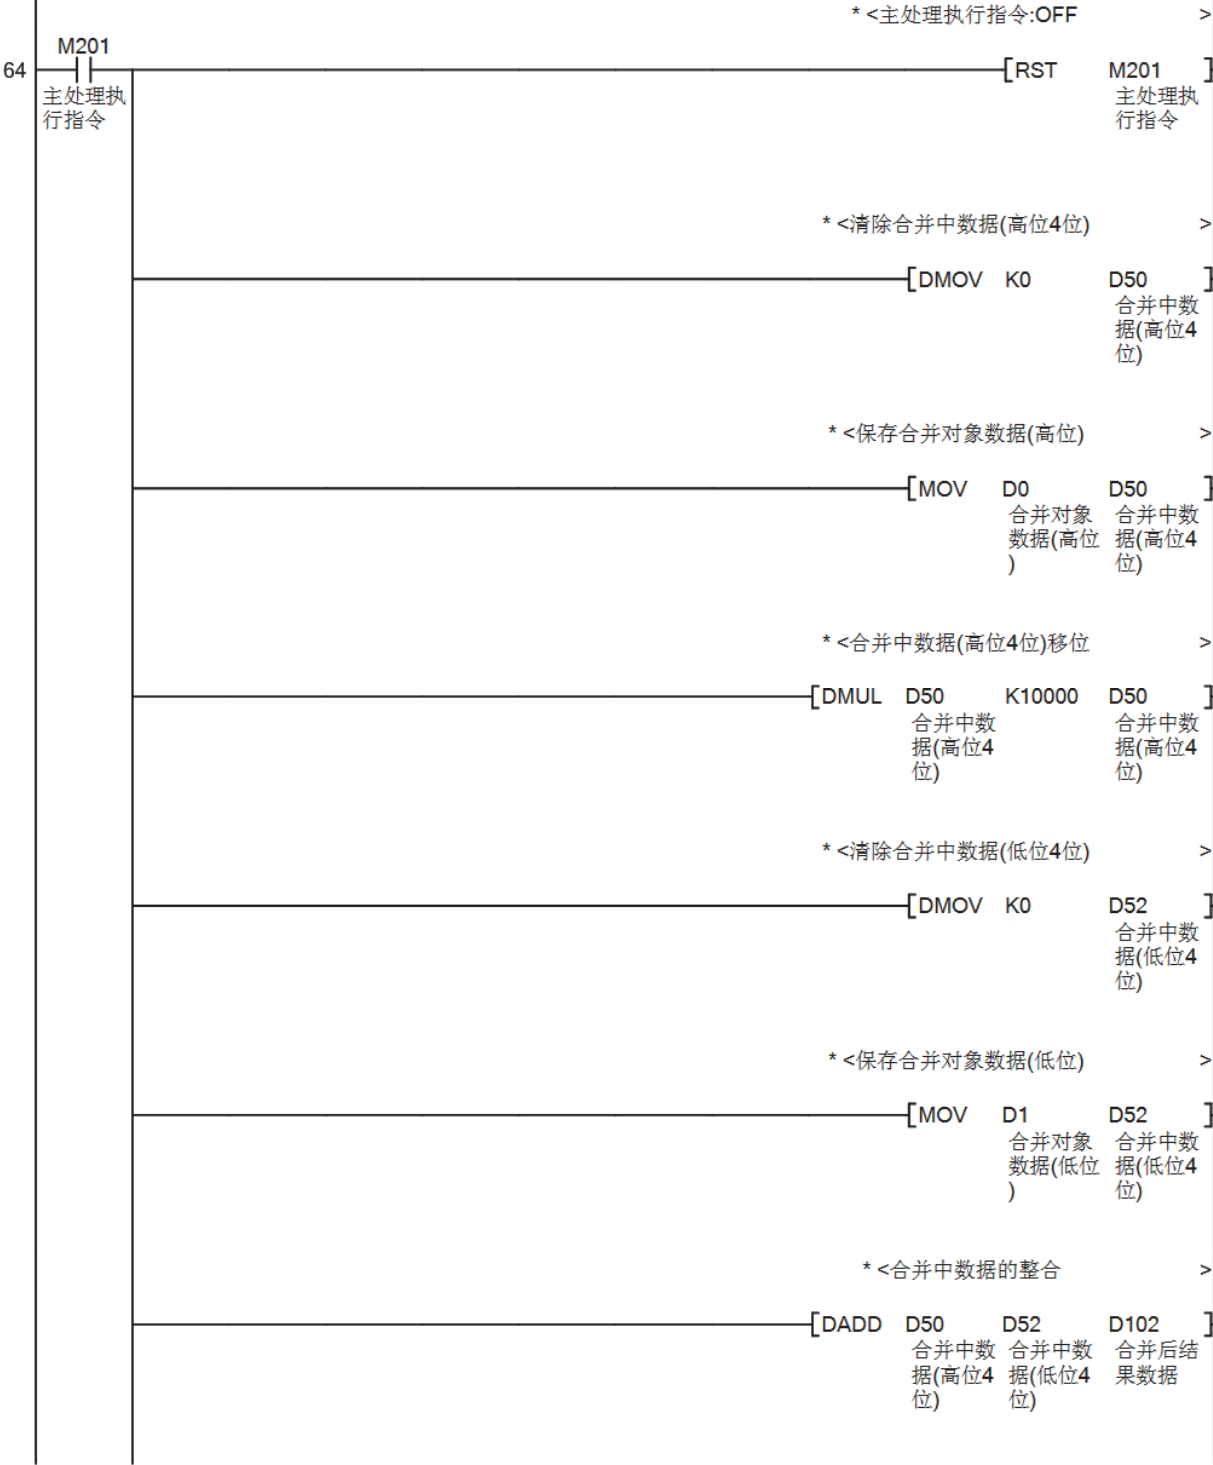 * <主处理执行指令:OFF >
M201
64 [RST M201 ]
主处理执 主处理执
行指令 行指令
* <清除合并中数据(高位4位) >
[DMOV K0 D50 ]
合并中数
据(高位4
位)
* <保存合并对象数据(高位) >
[MOV D0 D50 ]
合并对象 合并中数
数据(高位 据(高位4
) 位)
* <合并中数据(高位4位)移位 >
[DMUL D50 K10000 D50 ]
合并中数 合并中数
据(高位4 据(高位4
位) 位)
* <清除合并中数据(低位4位) >
[DMOV K0 D52 ]
合并中数
据(低位4
位)
* <保存合并对象数据(低位) >
[MOV D1 D52 ]
合并对象 合并中数
数据(低位 据(低位4
) 位)
* <合并中数据的整合 >
[DADD D50 D52 D102 ]
合并中数 合并中数 合并后结
据(高位4 据(低位4 果数据
位) 位)